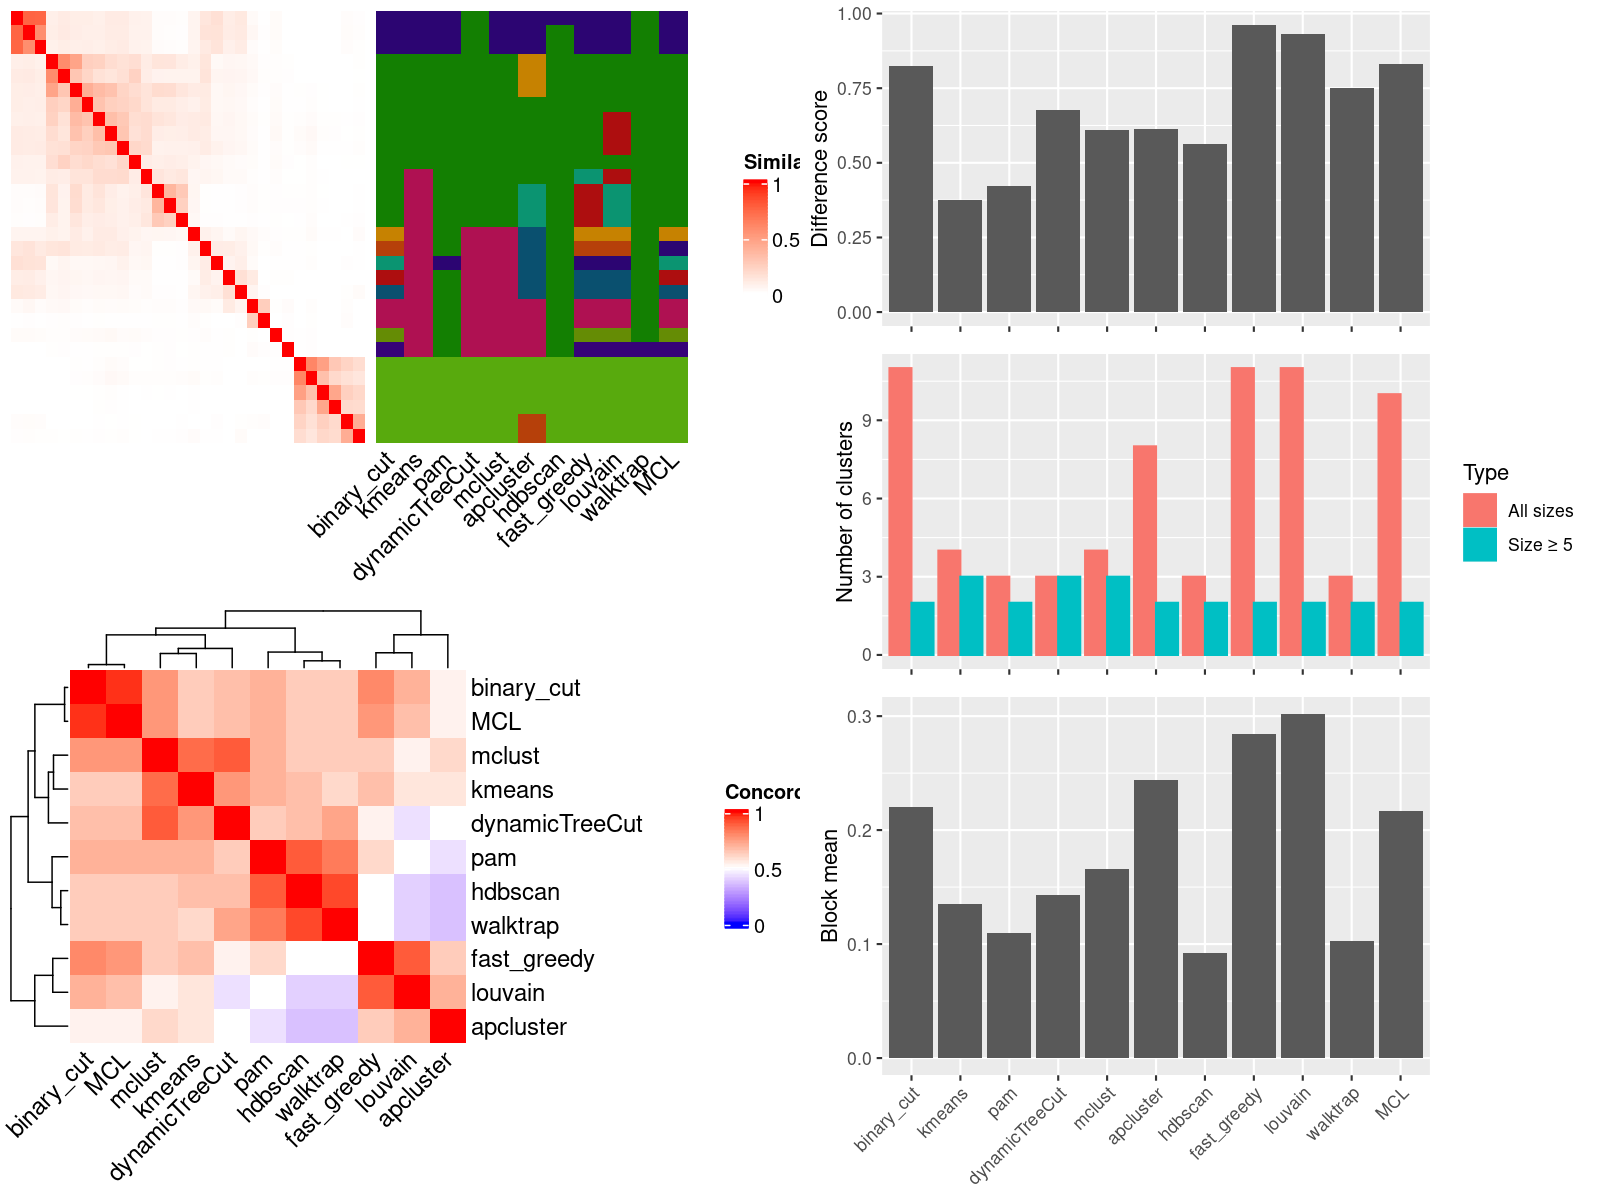 Simila
1
0.5
0
binary_cut
kmeans
pam
dynamicTreeCut
mclust
apcluster
hdbscan
fast_greedy
louvain
walktrap
MCL
binary_cut
MCL
mclust
kmeans
dynamicTreeCut
pam
hdbscan
walktrap
fast_greedy
louvain
apcluster
binary_cut
MCL
mclust
kmeans
dynamicTreeCut
pam
hdbscan
walktrap
fast_greedy
louvain
apcluster
Concord
1
0.5
0
Difference score
1.00
0.75
0.50
0.25
0.00
Number of clusters
9
6
3
0
Type
All sizes
Size ≥ 5
Block mean
0.3
0.2
0.1
0.0
binary_cut
kmeans
pam
dynamicTreeCut
mclust
apcluster
hdbscan
fast_greedy
louvain
walktrap
MCL